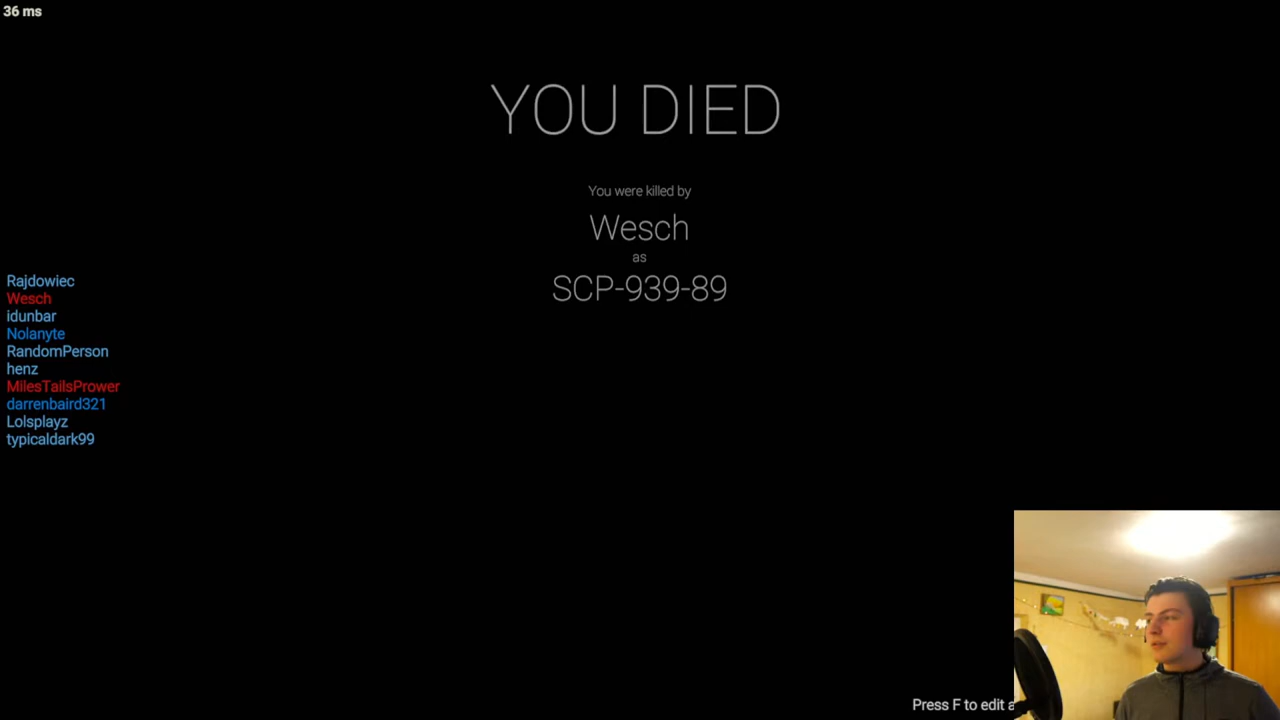 36 ms
YOU DIED
You were killed by
Wesch
as
SCP-939-89
Rajdowiec
Wesch
idunbar
Nolanyte
RandomPerson
henz
MilesTailsPrower
darrenbaird321
Lolsplayz
typicaldark99
Press F to edit a